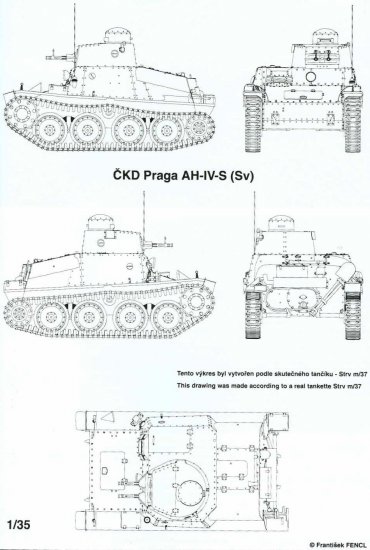 ČKD Praga AH-IV-S (Sv)
Tento výkres byl vytvořen podle skutečného tančíku - Strv m/37
This drawing was made according to a real tankette Strv m/37
1/35
© František FENCL